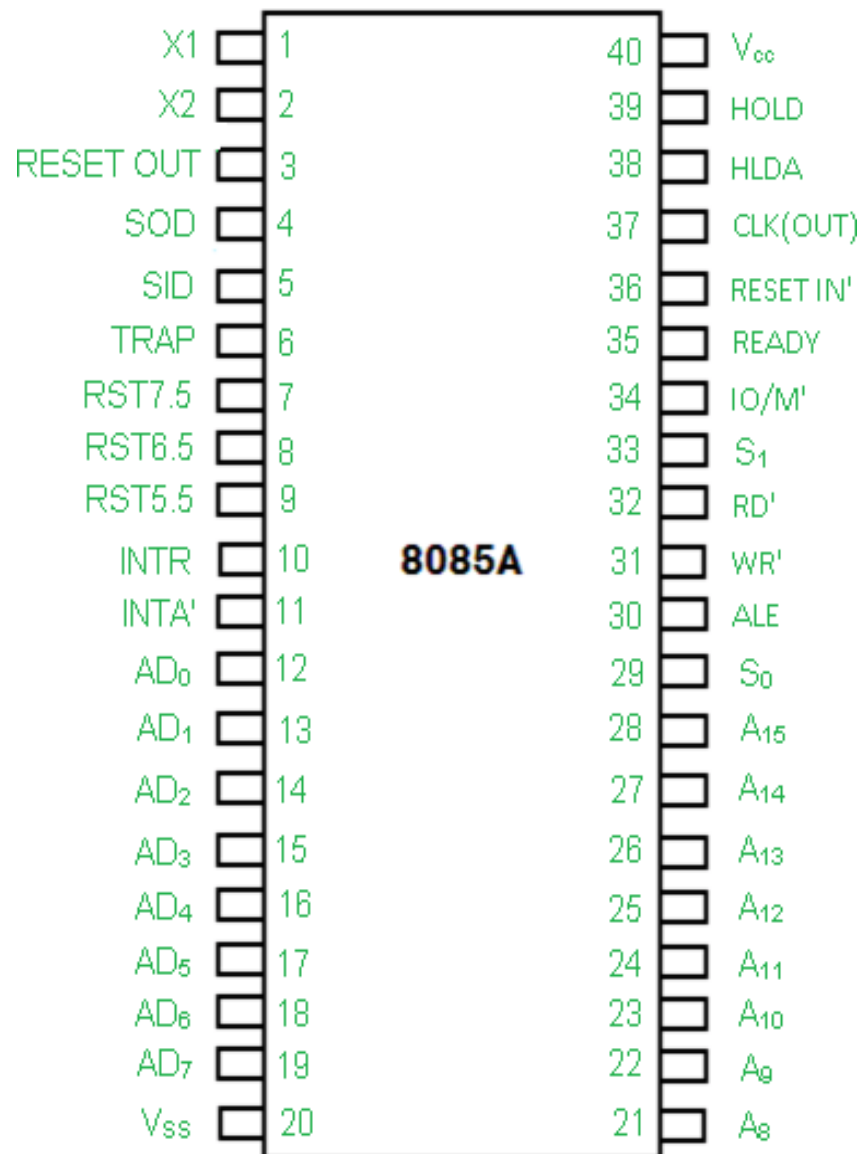 X1 1 40 Vcc
X2 2 39 HOLD
RESET OUT 3 38 HLDA
SOD 4 37 CLK(OUT)
SID 5 36 RESET IN'
TRAP 6 35 READY
RST7.5 7 34 IO/M'
RST6.5 8 33 S₁
RST5.5 9 32 RD'
INTR 10 8085A 31 WR'
INTA' 11 30 ALE
AD₀ 12 29 S₀
AD₁ 13 28 A₁₅
AD₂ 14 27 A₁₄
AD₃ 15 26 A₁₃
AD₄ 16 25 A₁₂
AD₅ 17 24 A₁₁
AD₆ 18 23 A₁₀
AD₇ 19 22 A₉
Vss 20 21 A₈